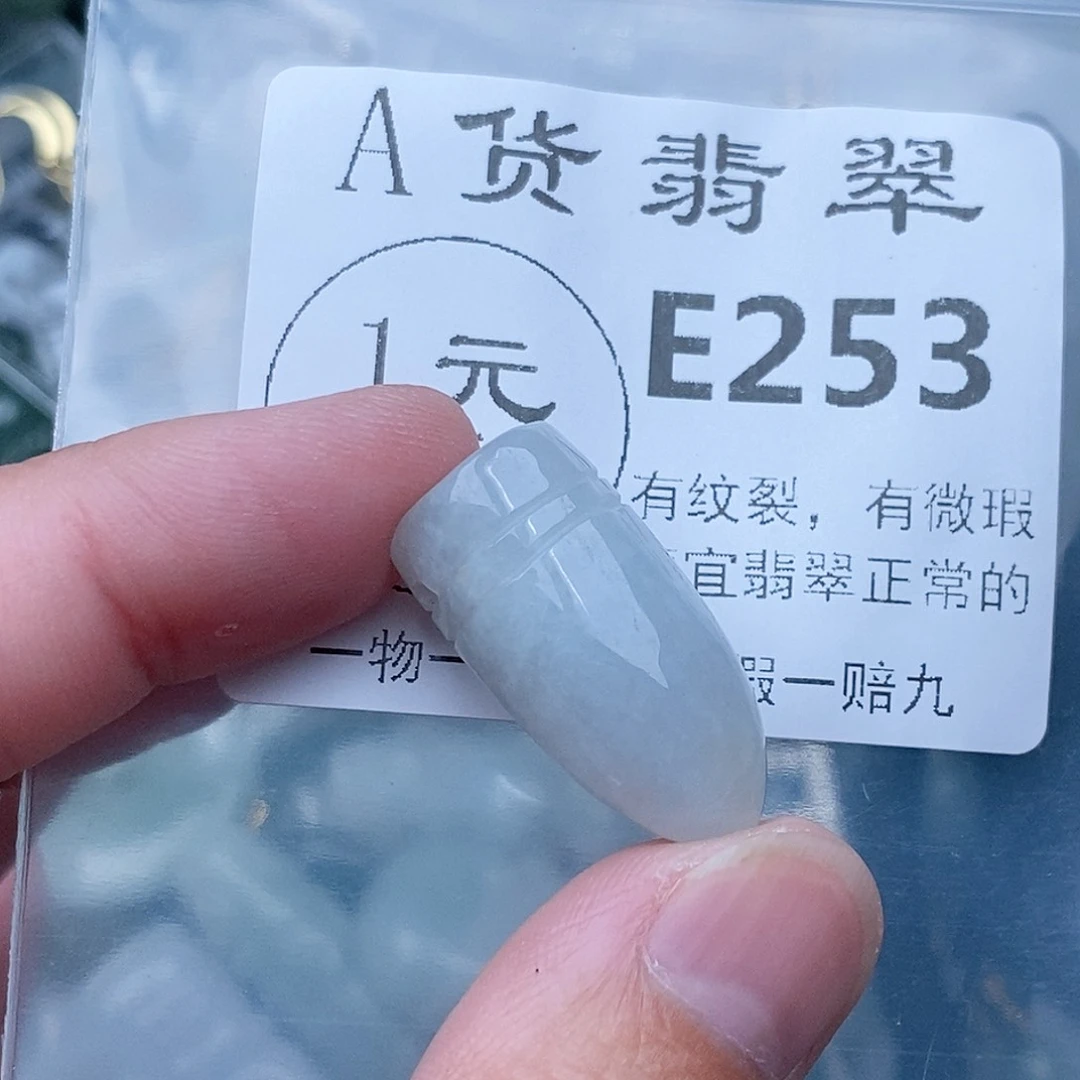 A货翡翠
1元
E253
有纹裂，有微瑕
宜翡翠正常的
一物一
假一赔九